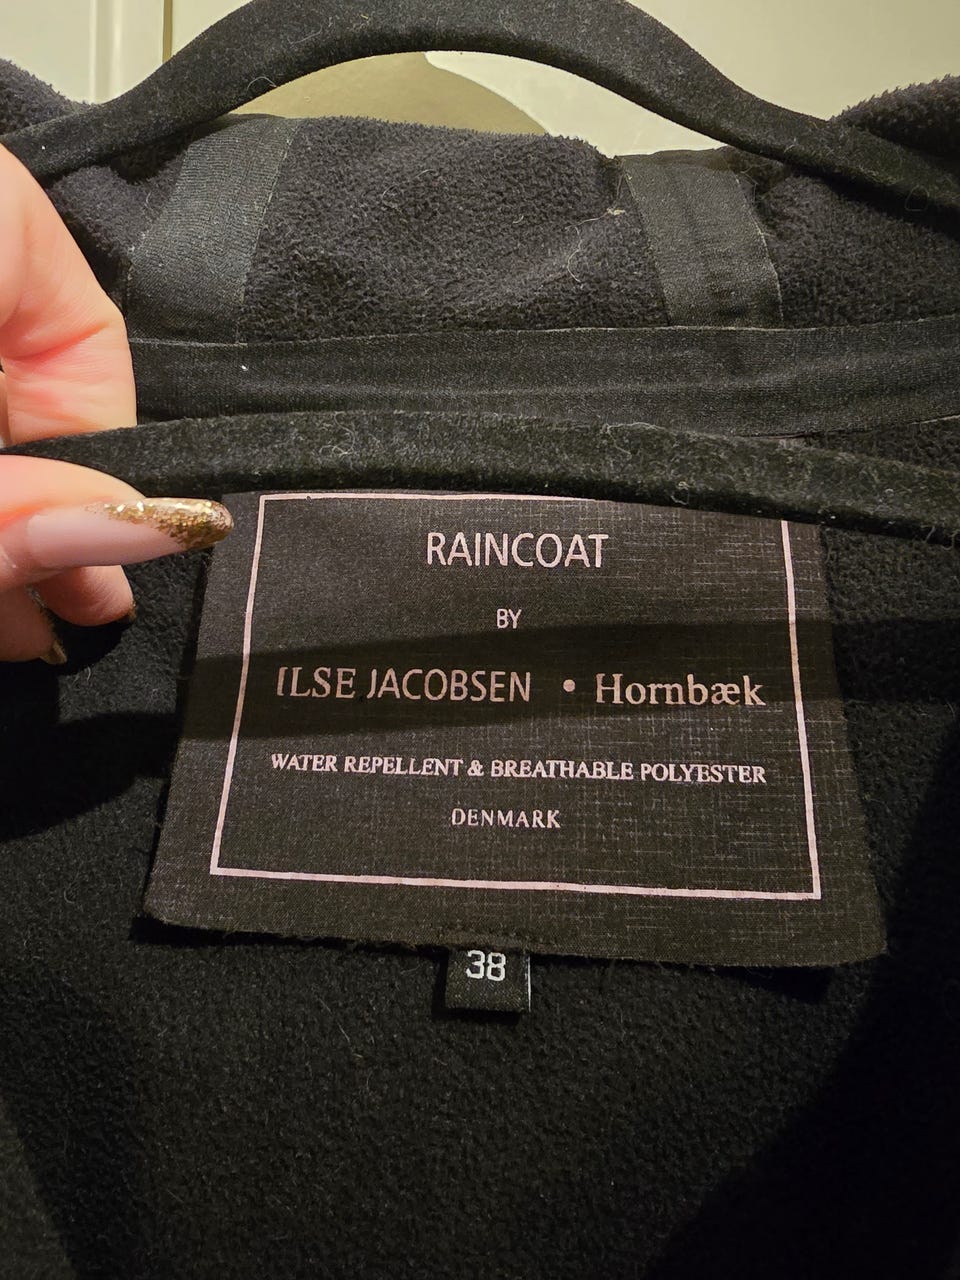 RAINCOAT
BY
ILSE JACOBSEN • Hornbæk
WATER REPELLENT & BREATHABLE POLYESTER
DENMARK
38